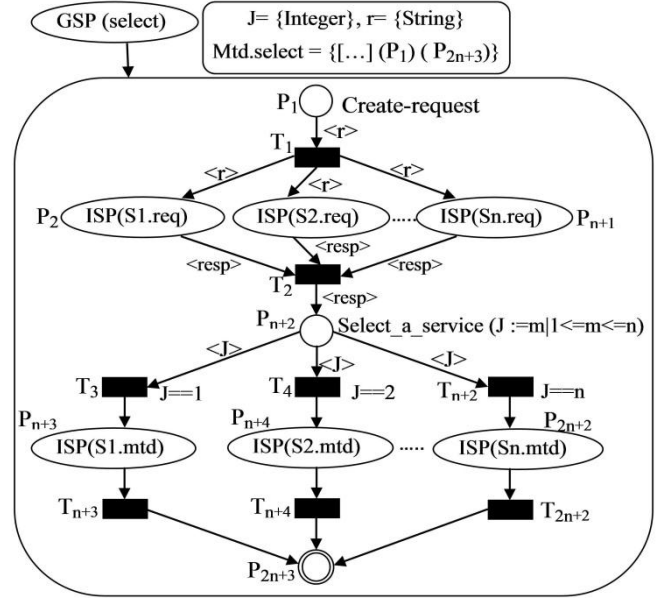 GSP (select)
J= {Integer}, r= {String}
Mtd.select = {[…] (P1) ( P2n+3)}
P1
Create-request
<r>
T1
<r>
<r>
<r>
P2
ISP(S1.req)
ISP(S2.req)
.....
ISP(Sn.req)
Pn+1
<resp>
<resp>
<resp>
T2
<resp>
Pn+2
Select_a_service (J :=m|1<=m<=n)
<J>
<J>
<J>
T3
J==1
T4
J==2
Tn+2
J==n
Pn+3
Pn+4
P2n+2
ISP(S1.mtd)
ISP(S2.mtd)
.....
ISP(Sn.mtd)
Tn+3
Tn+4
T2n+2
P2n+3